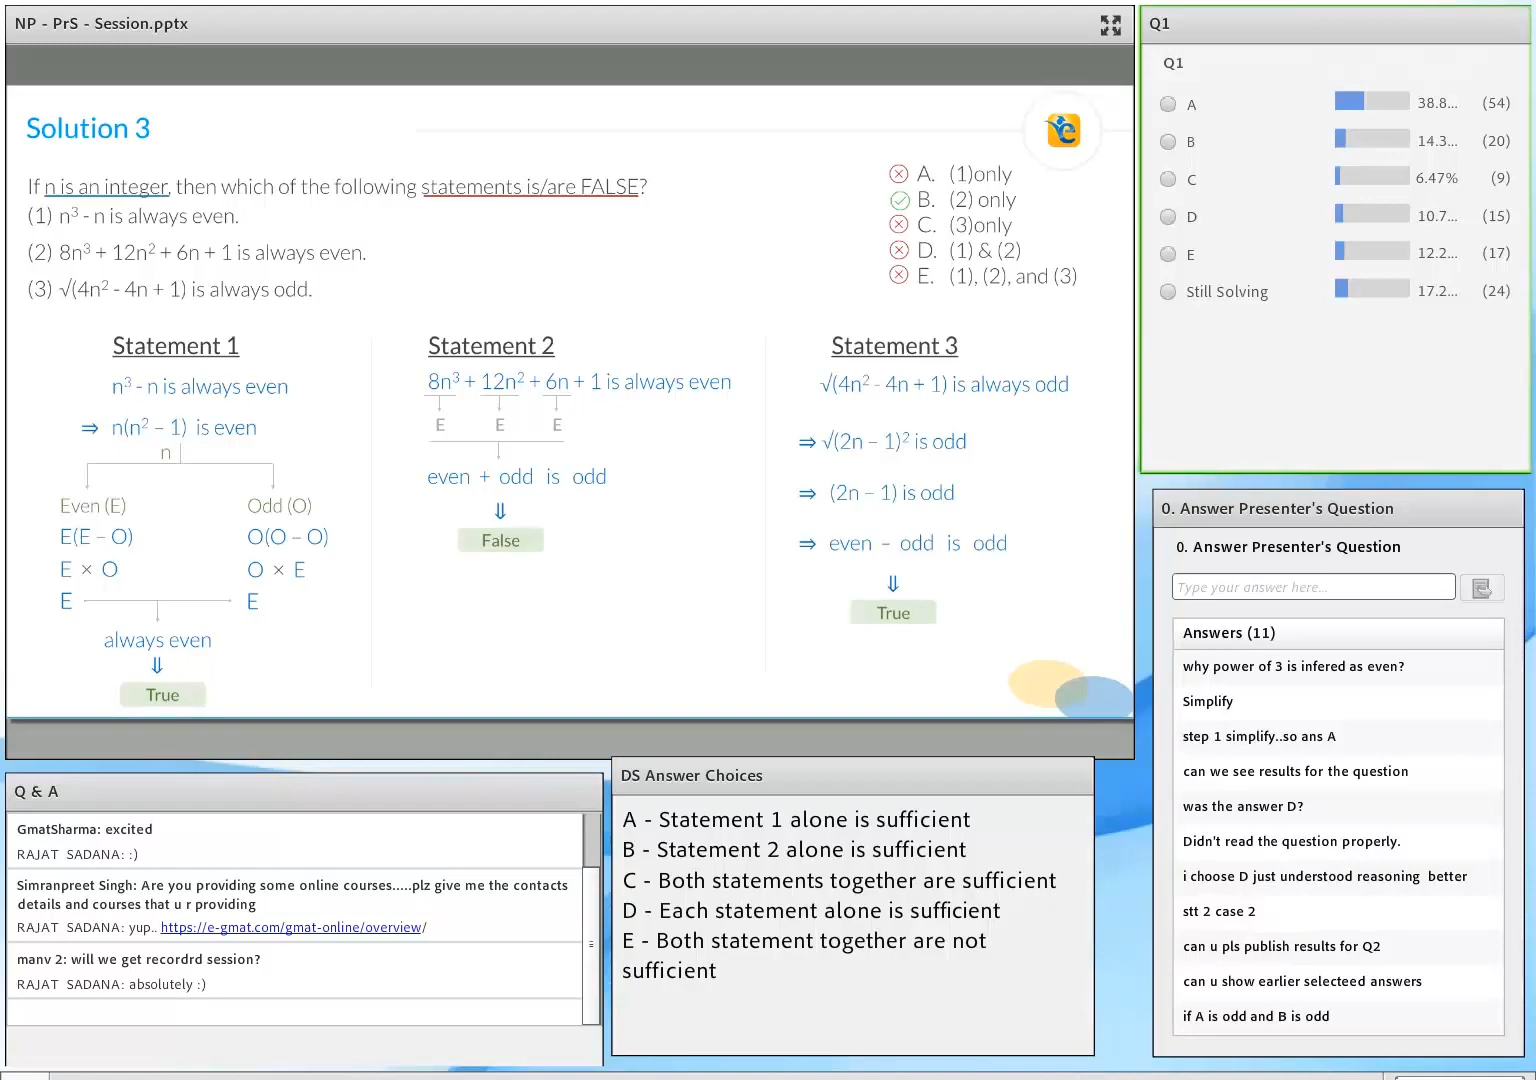 NP - PrS - Session.pptx
Solution 3
If n is an integer, then which of the following statements is/are FALSE?
(1) n³ - n is always even.
(2) 8n³ + 12n² + 6n + 1 is always even.
(3) √(4n² - 4n + 1) is always odd.
A. (1)only
B. (2) only
C. (3)only
D. (1) & (2)
E. (1), (2), and (3)
Statement 1
n³ - n is always even
⇒ n(n² – 1) is even
n
Even (E) Odd (O)
E(E – O) O(O – O)
E × O O × E
E E
always even
⇓
True
Statement 2
8n³ + 12n² + 6n + 1 is always even
E E E
even + odd is odd
⇓
False
Statement 3
√(4n² - 4n + 1) is always odd
⇒ √(2n – 1)² is odd
⇒ (2n – 1) is odd
⇒ even – odd is odd
⇓
True
Q1
Q1
A 38.8... (54)
B 14.3... (20)
C 6.47% (9)
D 10.7... (15)
E 12.2... (17)
Still Solving 17.2... (24)
0. Answer Presenter's Question
0. Answer Presenter's Question
Type your answer here...
Answers (11)
why power of 3 is infered as even?
Simplify
step 1 simplify..so ans A
can we see results for the question
was the answer D?
Didn't read the question properly.
i choose D just understood reasoning better
stt 2 case 2
can u pls publish results for Q2
can u show earlier selecteed answers
if A is odd and B is odd
Q & A
GmatSharma: excited
RAJAT SADANA: :)
Simranpreet Singh: Are you providing some online courses.....plz give me the contacts
details and courses that u r providing
RAJAT SADANA: yup.. https://e-gmat.com/gmat-online/overview/
manv 2: will we get recordrd session?
RAJAT SADANA: absolutely :)
DS Answer Choices
A - Statement 1 alone is sufficient
B - Statement 2 alone is sufficient
C - Both statements together are sufficient
D - Each statement alone is sufficient
E - Both statement together are not
sufficient